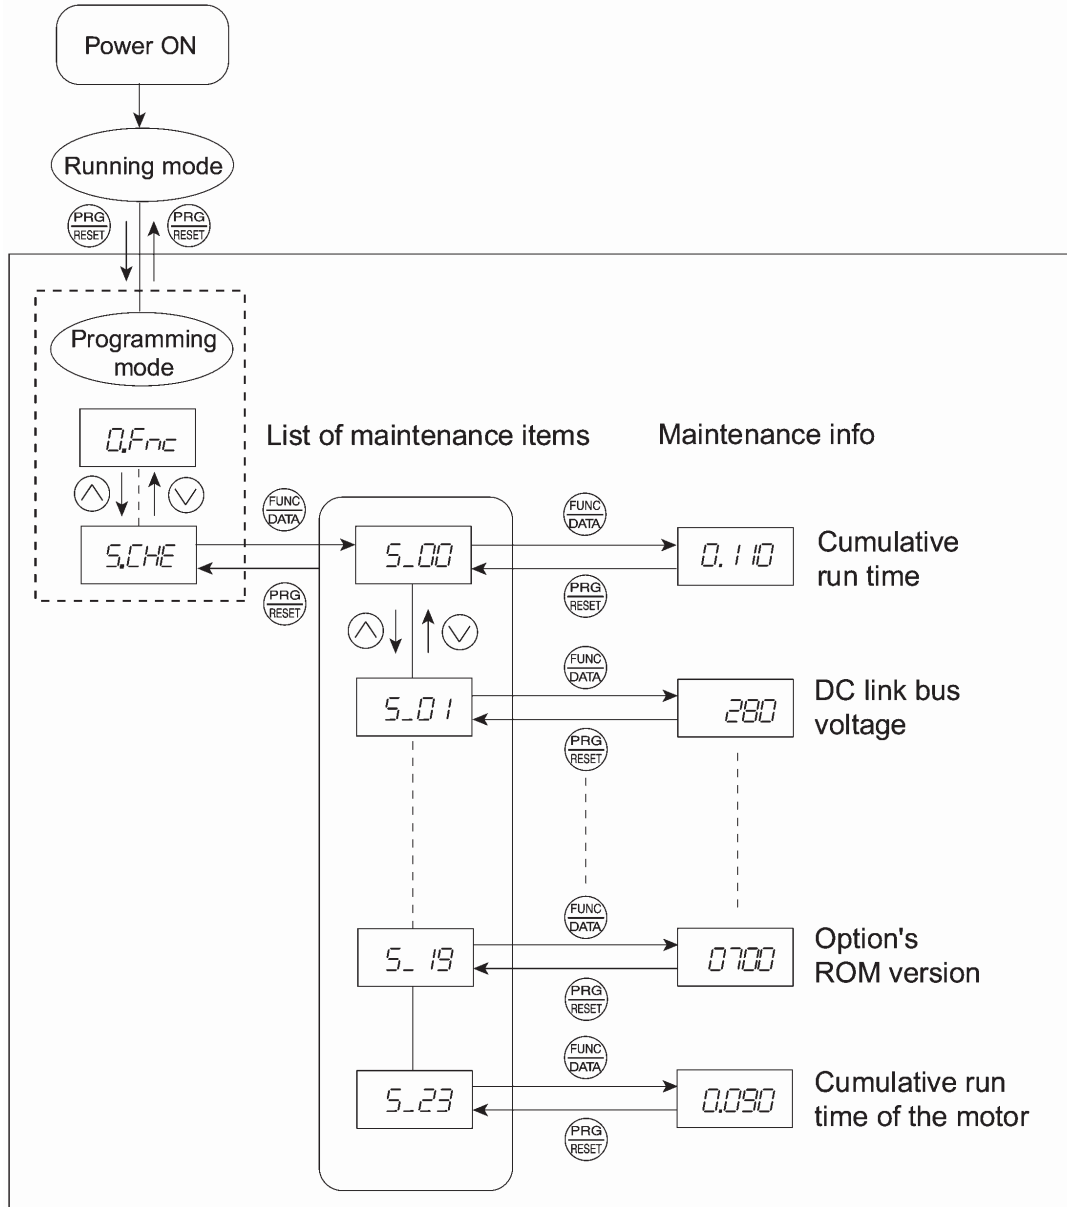 Power ON
Running mode
PRG
RESET
PRG
RESET
Programming
mode
0.Fnc
List of maintenance items
Maintenance info
FUNC
DATA
FUNC
DATA
5.CHE
5_00
0.110
Cumulative
run time
PRG
RESET
PRG
RESET
FUNC
DATA
5_01
280
DC link bus
voltage
PRG
RESET
FUNC
DATA
5_19
0700
Option's
ROM version
PRG
RESET
FUNC
DATA
5_23
0.090
Cumulative run
time of the motor
PRG
RESET